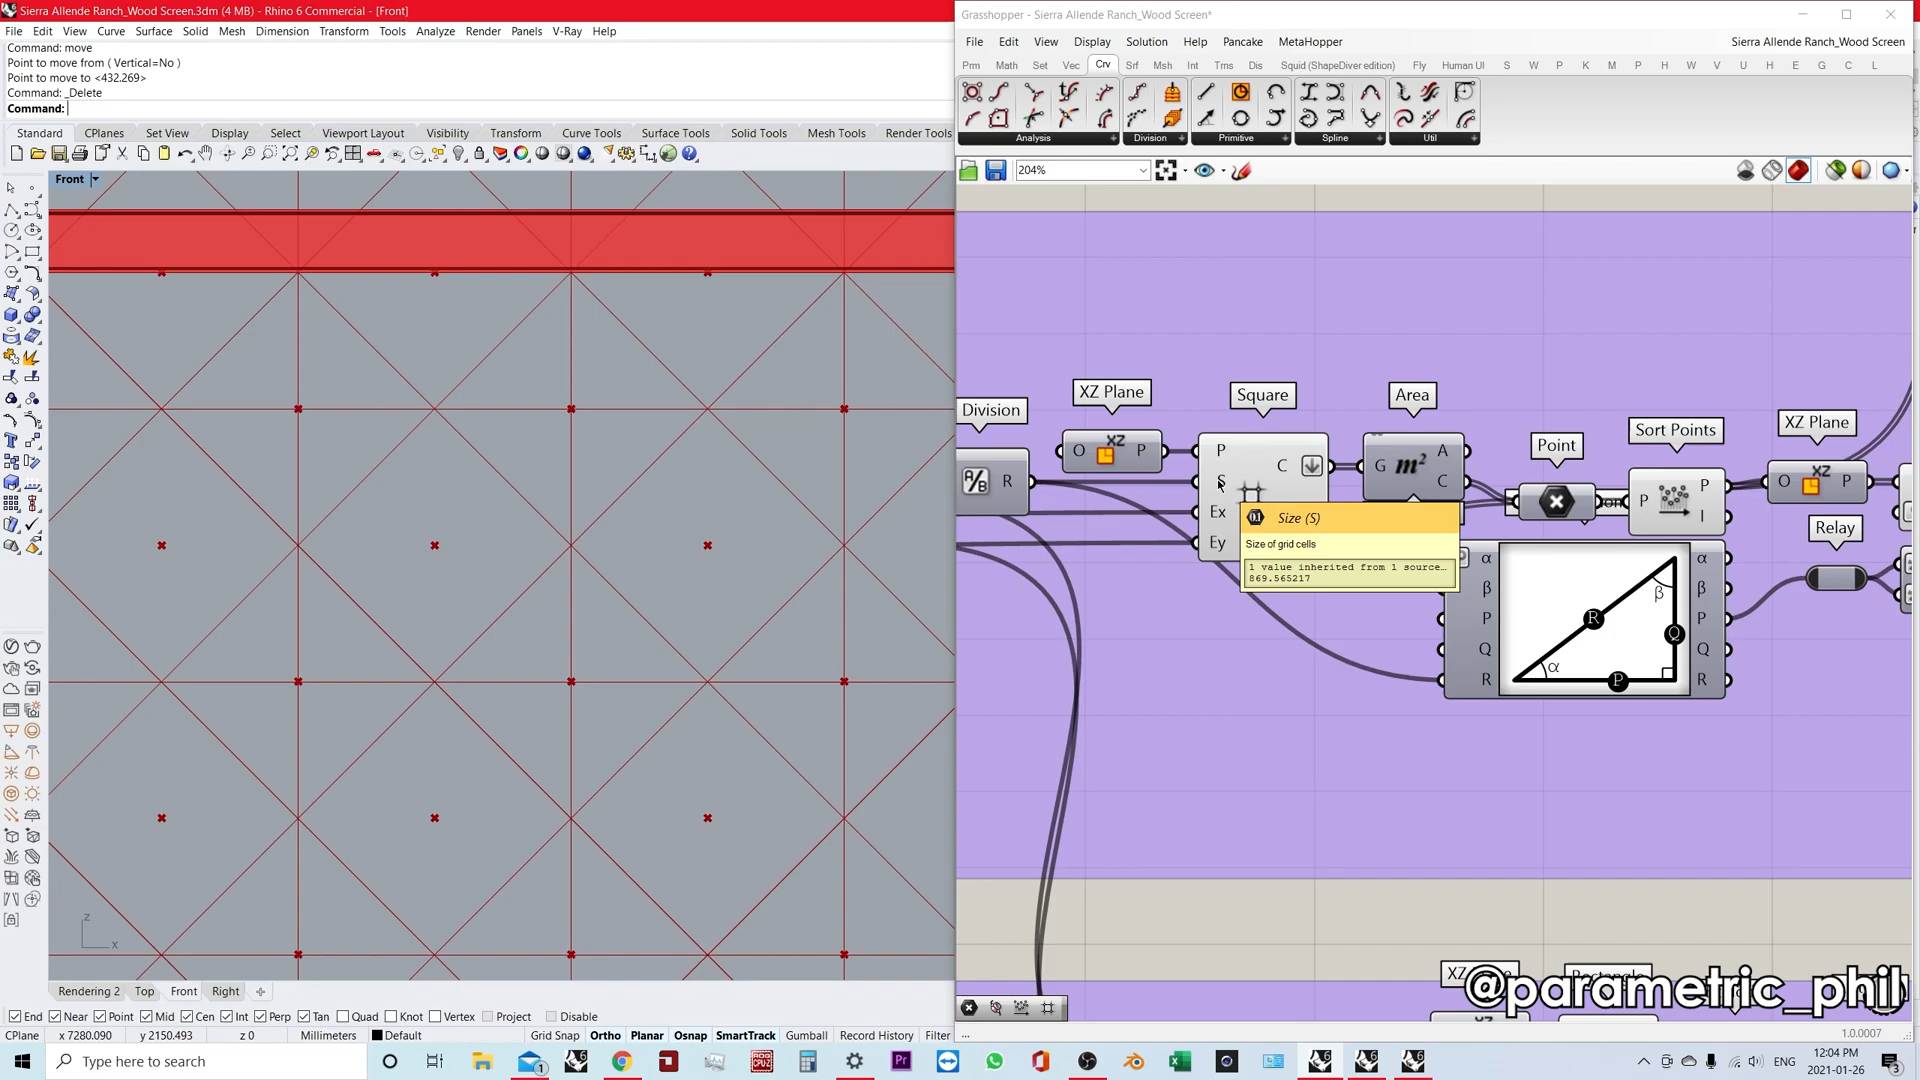 Sierra Allende Ranch_Wood Screen.3dm (4 MB) - Rhino 6 Commercial - [Front]
File Edit View Curve Surface Solid Mesh Dimension Transform Tools Analyze Render Panels V-Ray Help
Command: move
Point to move from ( Vertical=No )
Point to move to <432.269>
Command: _Delete
Command:
Standard CPlanes Set View Display Select Viewport Layout Visibility Transform Curve Tools Surface Tools Solid Tools Mesh Tools Render Tools
Front
z
x
Rendering 2 Top Front Right
End Near Point Mid Cen Int Perp Tan Quad Knot Vertex Project Disable
CPlane x 7280.090 y 2150.493 z 0 Millimeters Default Grid Snap Ortho Planar Osnap SmartTrack Gumball Record History Filter
Grasshopper - Sierra Allende Ranch_Wood Screen*
File Edit View Display Solution Help Pancake MetaHopper Sierra Allende Ranch_Wood Screen
Prm Math Set Vec Crv Srf Msh Int Trns Dis Squid (ShapeDiver edition) Fly Human UI S W P K M P H W V U H E G C L
Analysis Division Primitive Spline Util
204%
Division
A/B R
XZ Plane
O XZ P
Square
P
S
Ex
Ey
C
Area
G m² A
C
Point
Sort Points
P P
I
XZ Plane
O XZ P
Relay
Size (S)
Size of grid cells
1 value inherited from 1 source...
869.565217
β
P
Q
R
α
β
R
Q
P
α
β
P
Q
R
Rectangle
@parametric_phil
1.0.0007
Type here to search
1
Pr
ENG
12:04 PM
2021-01-26
3